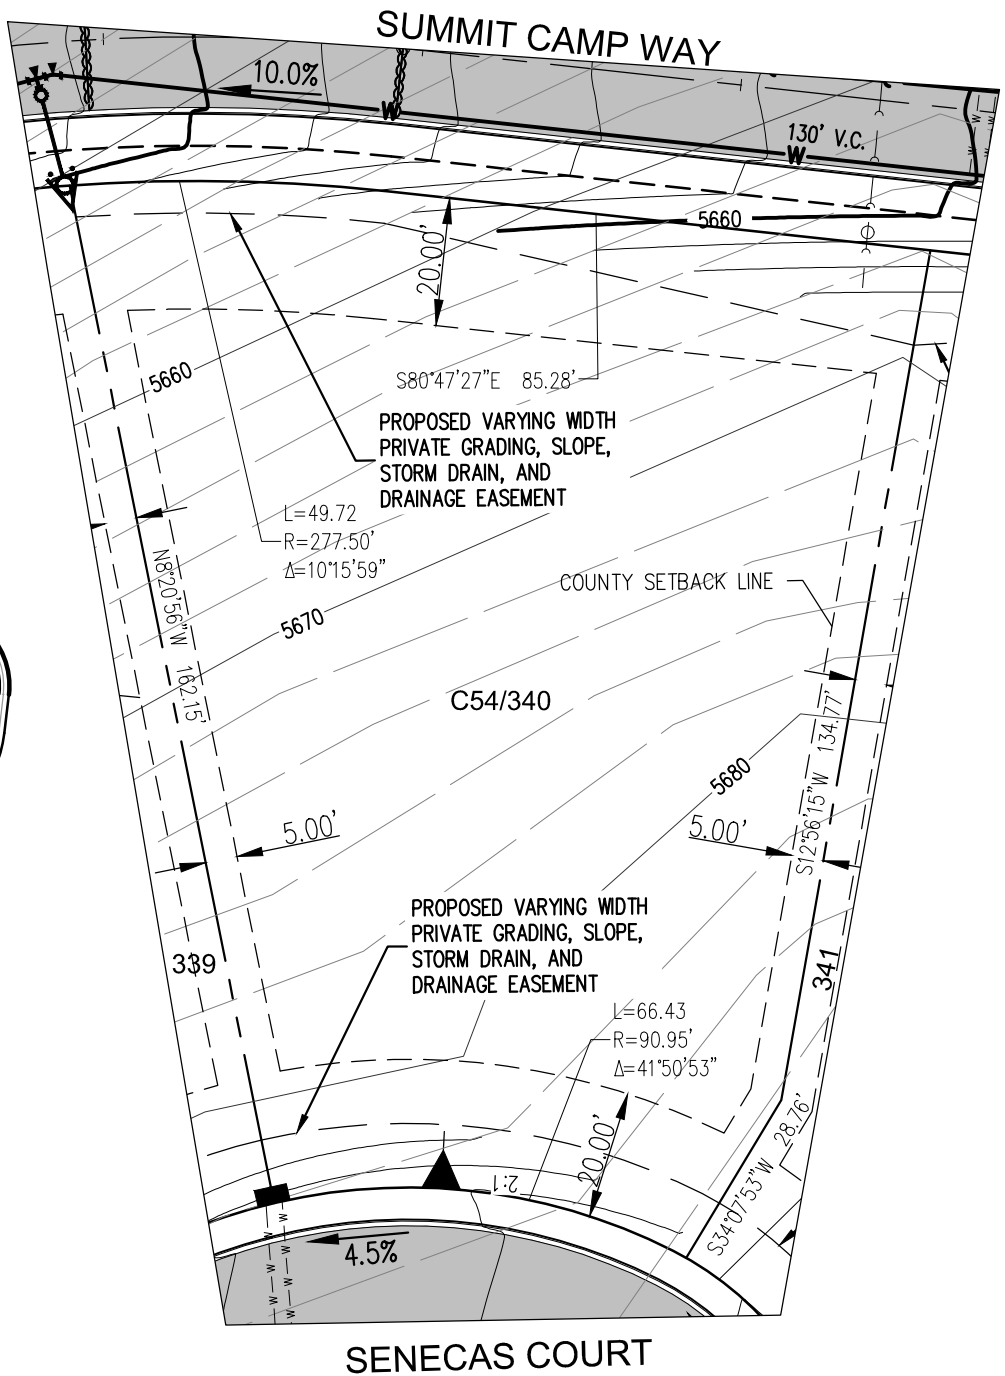 SUMMIT CAMP WAY
10.0%
W
130' V.C.
W
5660
20.00'
5660
S80°47'27"E 85.28'
PROPOSED VARYING WIDTH
PRIVATE GRADING, SLOPE,
STORM DRAIN, AND
DRAINAGE EASEMENT
L=49.72
R=277.50'
Δ=10°15'59"
N8°20'56"W 162.15'
COUNTY SETBACK LINE
5670
C54/340
S12°56'15"W 134.77'
5680
5.00'
5.00'
PROPOSED VARYING WIDTH
PRIVATE GRADING, SLOPE,
STORM DRAIN, AND
DRAINAGE EASEMENT
339
341
L=66.43
R=90.95'
Δ=41°50'53"
20.00'
S34°07'53"W 28.76'
2:1
W W
W W
W W
W W
4.5%
SENECAS COURT